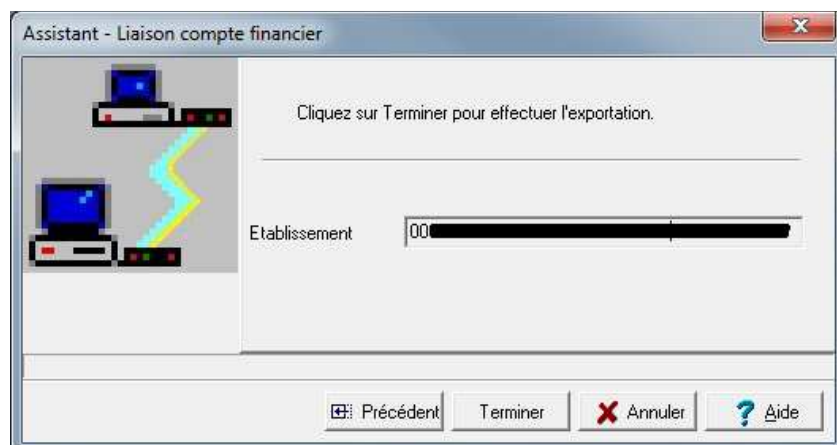 Assistant - Liaison compte financier
Cliquez sur Terminer pour effectuer l'exportation.
Etablissement 00
Précédent Terminer Annuler Aide